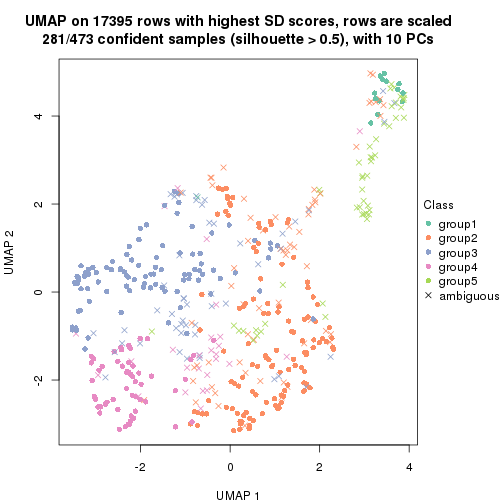 UMAP on 17395 rows with highest SD scores, rows are scaled
281/473 confident samples (silhouette > 0.5), with 10 PCs
4
2
0
-2
UMAP 2
-2
0
2
4
UMAP 1
Class
group1
group2
group3
group4
group5
ambiguous